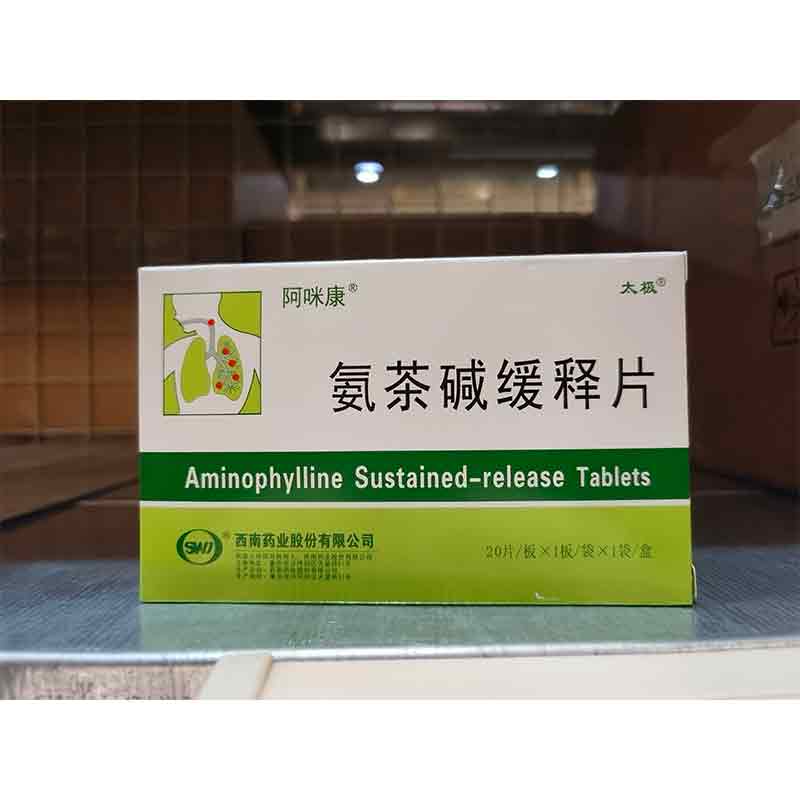 阿咪康®
太极®
氨茶碱缓释片
Aminophylline Sustained-release Tablets
SWJ®
西南药业股份有限公司
20片/板×1板/袋×1袋/盒